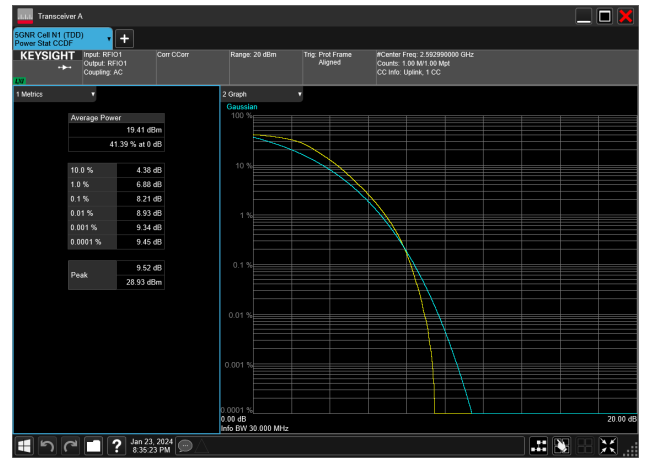 Transceiver A
5GNR Cell N1 (TDD)
Power Stat CCDF
KEYSIGHT
Input: RFIO1
Output: RFIO1
Coupling: AC
Corr CCorr
Range: 20 dBm
Trig: Prot Frame
Aligned
#Center Freq: 2.592990000 GHz
Counts: 1.00 M/1.00 Mpt
CC Info: Uplink, 1 CC
1 Metrics
Average Power
19.41 dBm
41.39 % at 0 dB
10.0 % 4.38 dB
1.0 % 6.88 dB
0.1 % 8.21 dB
0.01 % 8.93 dB
0.001 % 9.34 dB
0.0001 % 9.45 dB
Peak 9.52 dB
28.93 dBm
2 Graph
Gaussian
100 %
10 %
1 %
0.1 %
0.01 %
0.001 %
0.0001 %
0.00 dB 20.00 dB
Info BW 30.000 MHz
Jan 23, 2024
8:35:23 PM